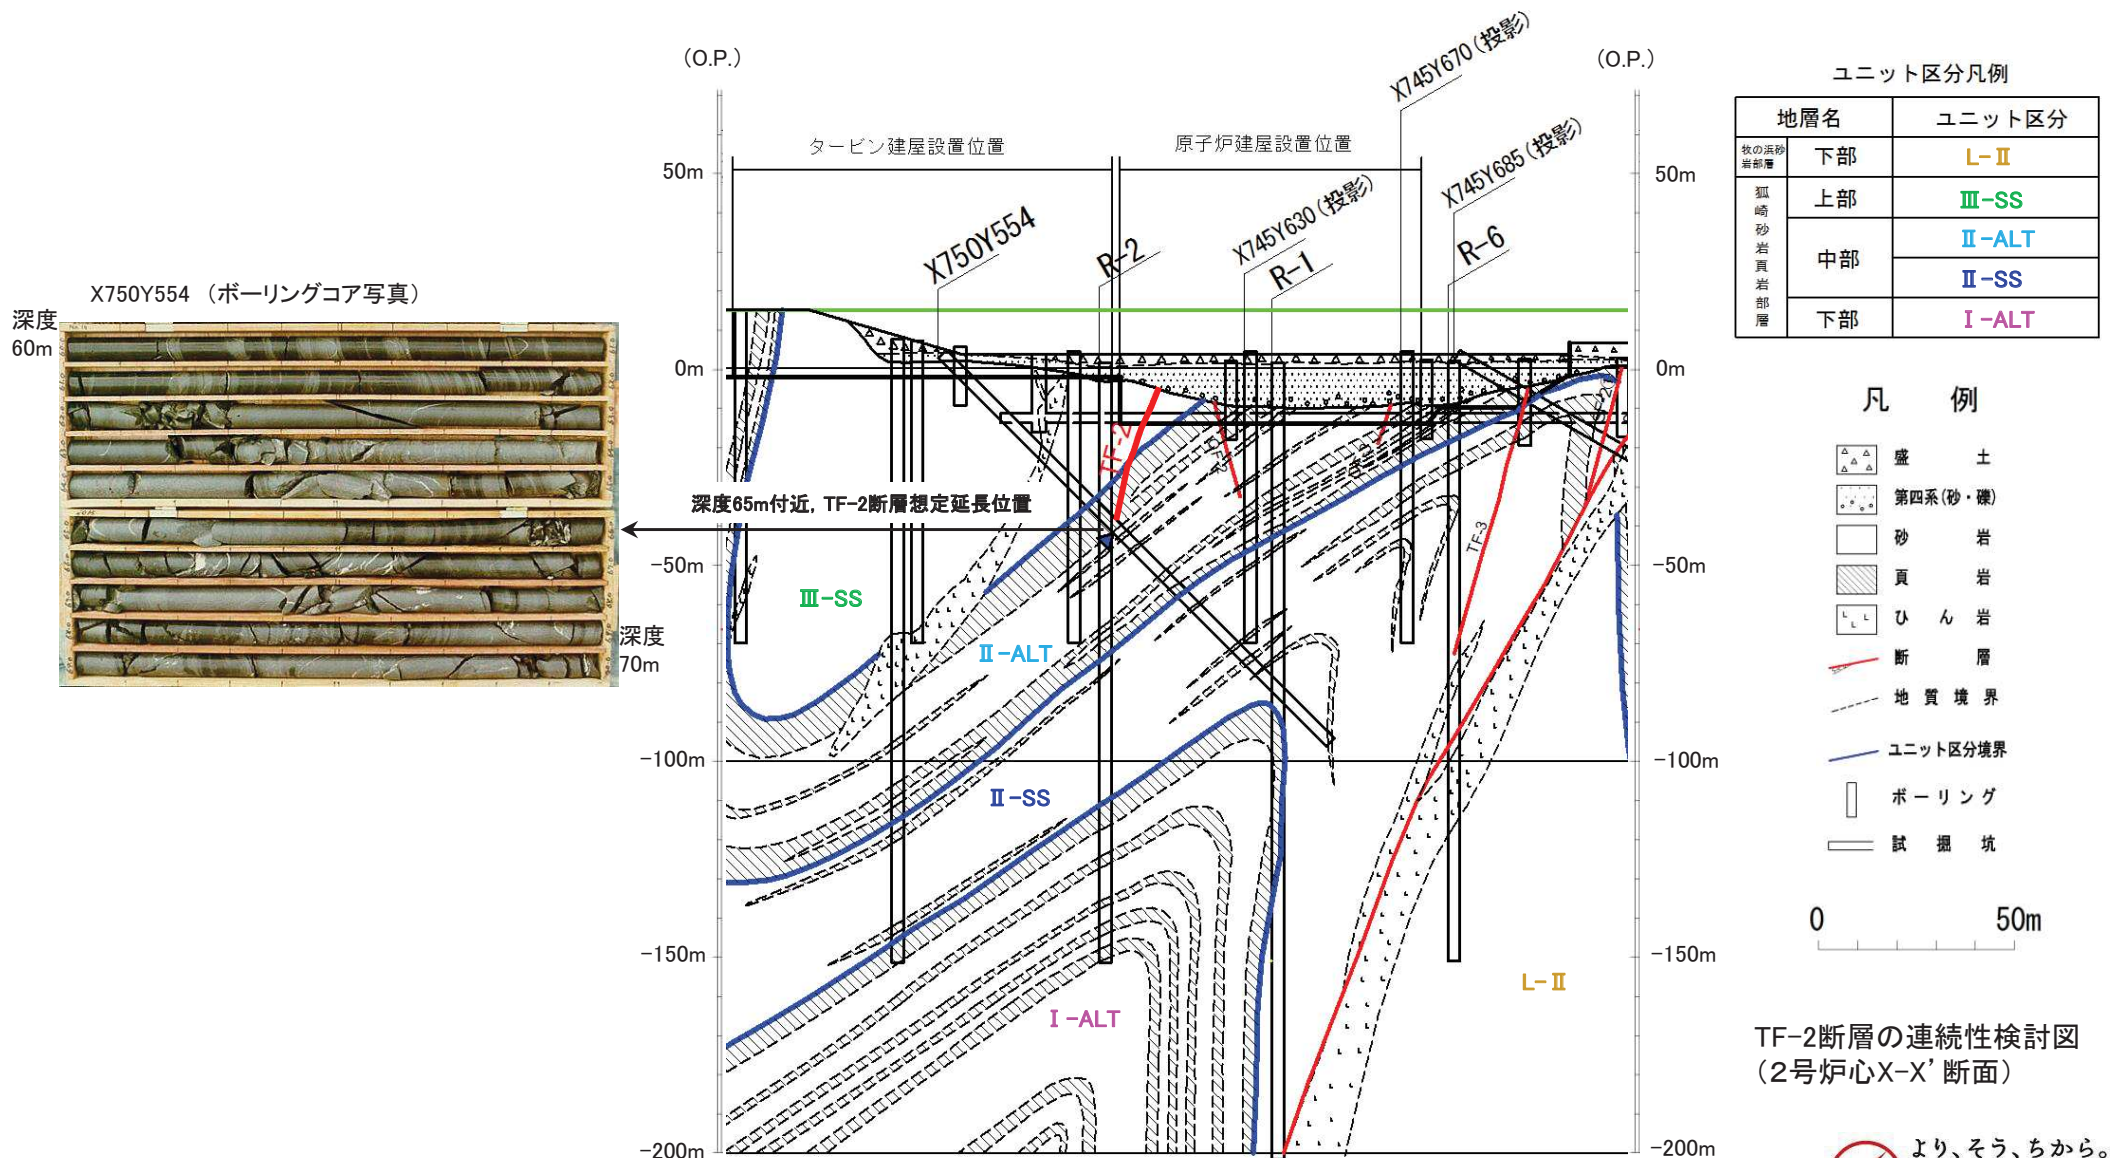 X750Y554 （ボーリングコア写真）
深度
60m
深度
70m
(O.P.)
(O.P.)
50m
0m
-50m
-100m
-150m
-200m
50m
0m
-50m
-100m
-150m
-200m
タービン建屋設置位置
原子炉建屋設置位置
X750Y554
R-2
X745Y630（投影）
R-1
X745Y670（投影）
X745Y685（投影）
R-6
TF-2
TF-3
深度65m付近，TF-2断層想定延長位置
Ⅲ-SS
Ⅱ-ALT
Ⅱ-SS
Ⅰ-ALT
L-Ⅱ
ユニット区分凡例
地層名 ユニット区分
牧の浜砂岩部層 下部 L-Ⅱ
狐崎砂岩頁岩部層 上部 Ⅲ-SS
中部 Ⅱ-ALT
Ⅱ-SS
下部 Ⅰ-ALT
凡 例
盛 土
第四系(砂・礫)
砂 岩
頁 岩
ひ ん 岩
断 層
地 質 境 界
ユニット区分境界
ボ ー リ ン グ
試 掘 坑
0 50m
TF-2断層の連続性検討図
（2号炉心X-X’断面）
より、そう、ちから。